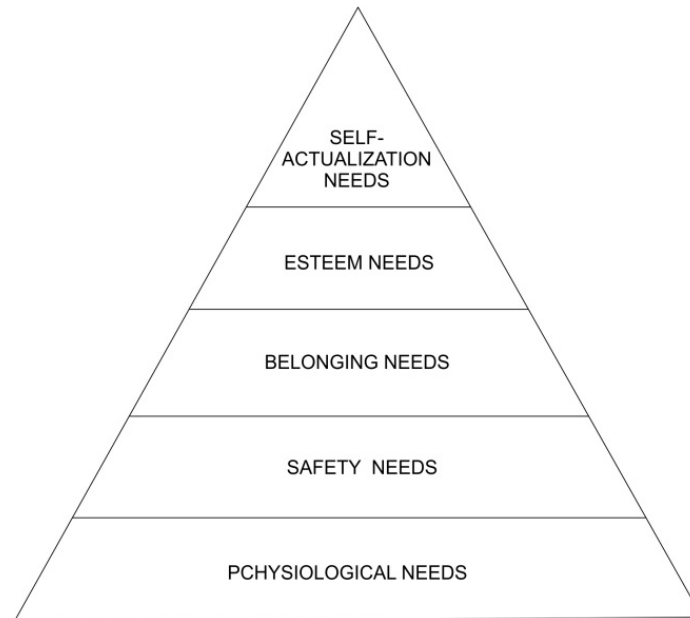 SELF-
ACTUALIZATION
NEEDS
ESTEEM NEEDS
BELONGING NEEDS
SAFETY  NEEDS
PCHYSIOLOGICAL NEEDS